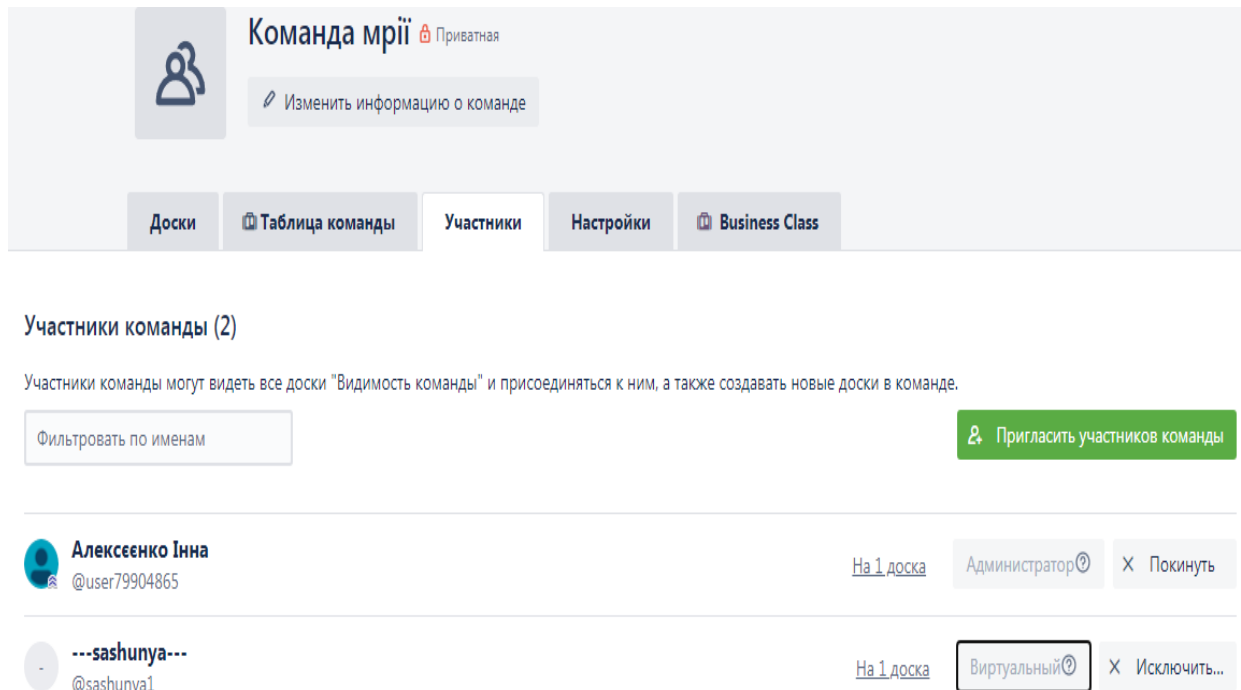 Команда мрії Приватная
Изменить информацию о команде
Доски Таблица команды Участники Настройки Business Class
Участники команды (2)
Участники команды могут видеть все доски "Видимость команды" и присоединяться к ним, а также создавать новые доски в команде.
Фильтровать по именам Пригласить участников команды
Алексєєнко Інна
@user79904865
На 1 доска Администратор? × Покинуть
---sashunya---
@sashunya1
На 1 доска Виртуальный? × Исключить...
-